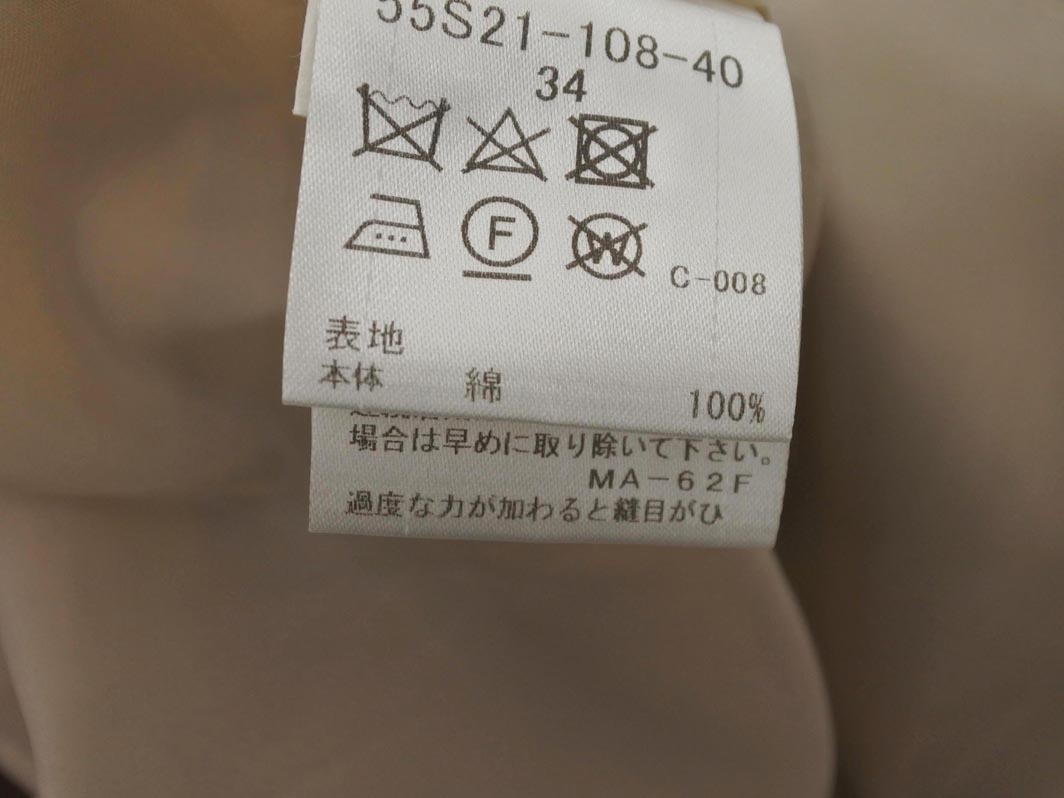 55S21-108-40
34
F
W
C-008
表地
本体 綿 100%
場合は早めに取り除いて下さい。
MA-62F
過度な力が加わると縫目がひ